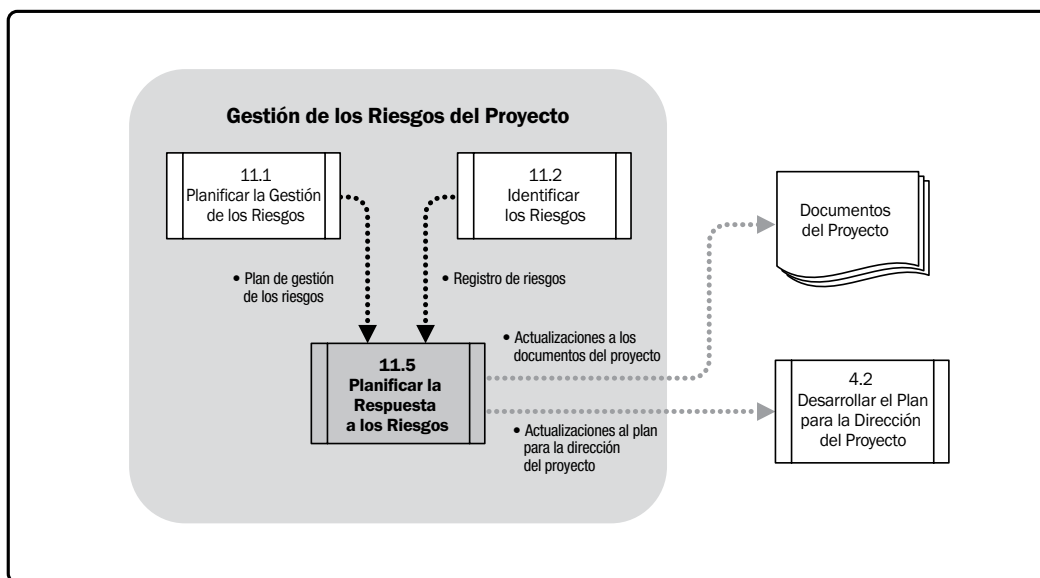 Gestión de los Riesgos del Proyecto
11.1
Planificar la Gestión
de los Riesgos
11.2
Identificar
los Riesgos
Documentos
del Proyecto
• Plan de gestión
de los riesgos
• Registro de riesgos
• Actualizaciones a los
documentos del proyecto
11.5
Planificar la
Respuesta
a los Riesgos
4.2
Desarrollar el Plan
para la Dirección
del Proyecto
• Actualizaciones al plan
para la dirección
del proyecto